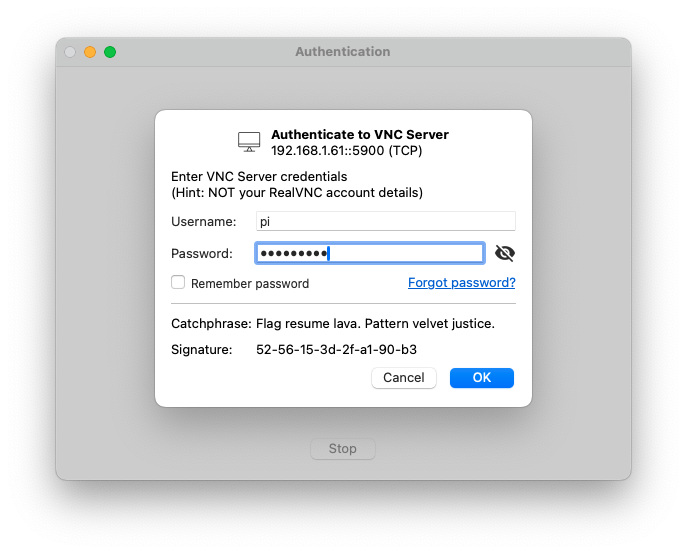 Authentication
Authenticate to VNC Server
192.168.1.61::5900 (TCP)
Enter VNC Server credentials
(Hint: NOT your RealVNC account details)
Username: pi
Password: •••••••••
Remember password Forgot password?
Catchphrase: Flag resume lava. Pattern velvet justice.
Signature: 52-56-15-3d-2f-a1-90-b3
Cancel OK
Stop